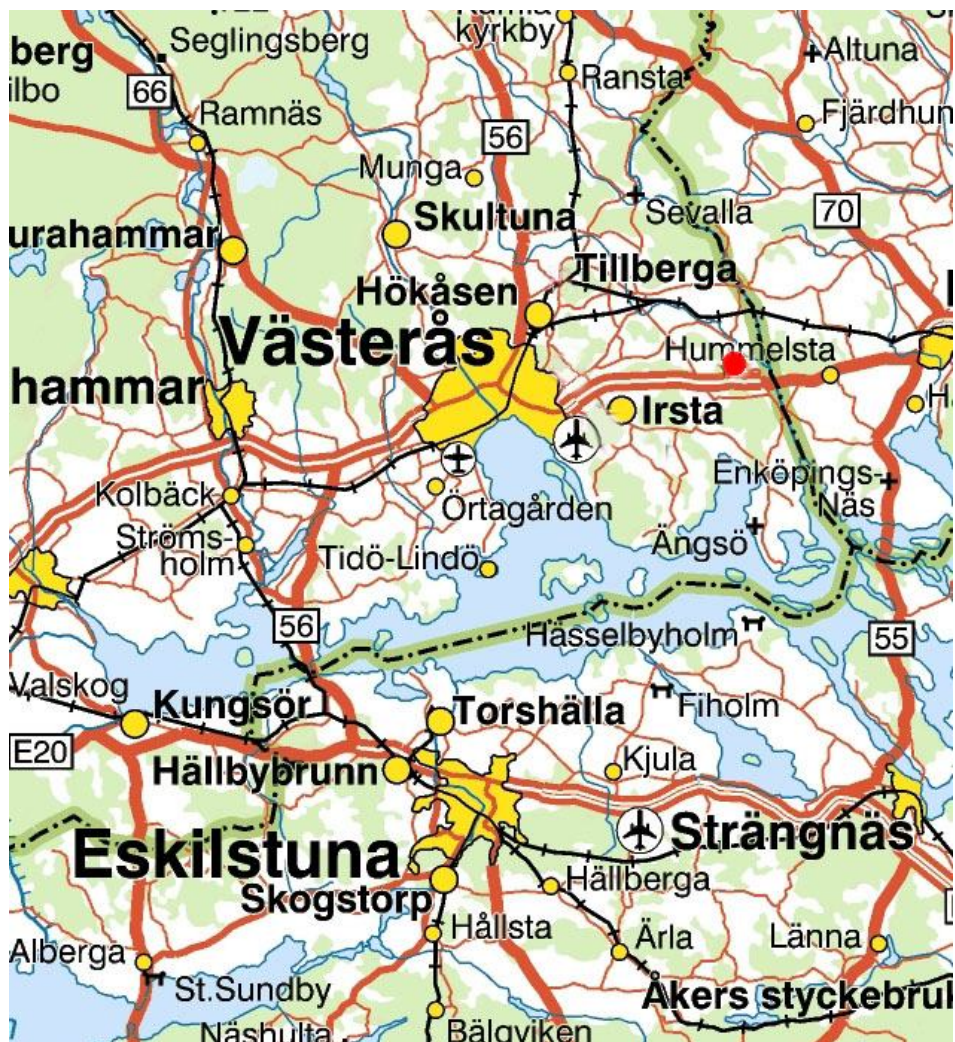 Seglingsberg
kyrkby
Altuna
berg
ilbo
66
Ransta
Ramnäs
Fjärdhun
56
Munga
Skultuna
Sevalla
70
urahammar
Tillberga
Hökåsen
Västerås
Hummelsta
hammar
Irsta
Enköpings-
Näs
Kolbäck
Örtagården
Ängsö
Ströms-
holm
Tidö-Lindö
56
Hässelbyholm
55
Valskog
Kungsör
Torshälla
Fiholm
E20
Hällbybrunn
Kjula
Eskilstuna
Strängnäs
Skogstorp
Hällberga
Hållsta
Ärla
Länna
Alberga
St.Sundby
Åkers styckebruk
Näshulta
Bälgviken